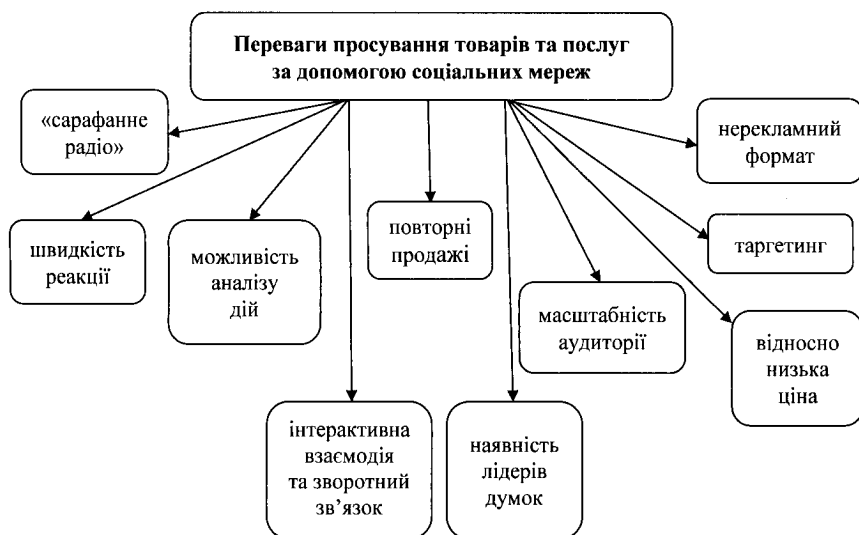 Переваги просування товарів та послуг
за допомогою соціальних мереж
«сарафанне
радіо»
нерекламний
формат
швидкість
реакції
можливість
аналізу
дій
повторні
продажі
таргетинг
масштабність
аудиторії
відносно
низька
ціна
інтерактивна
взаємодія
та зворотний
зв’язок
наявність
лідерів
думок